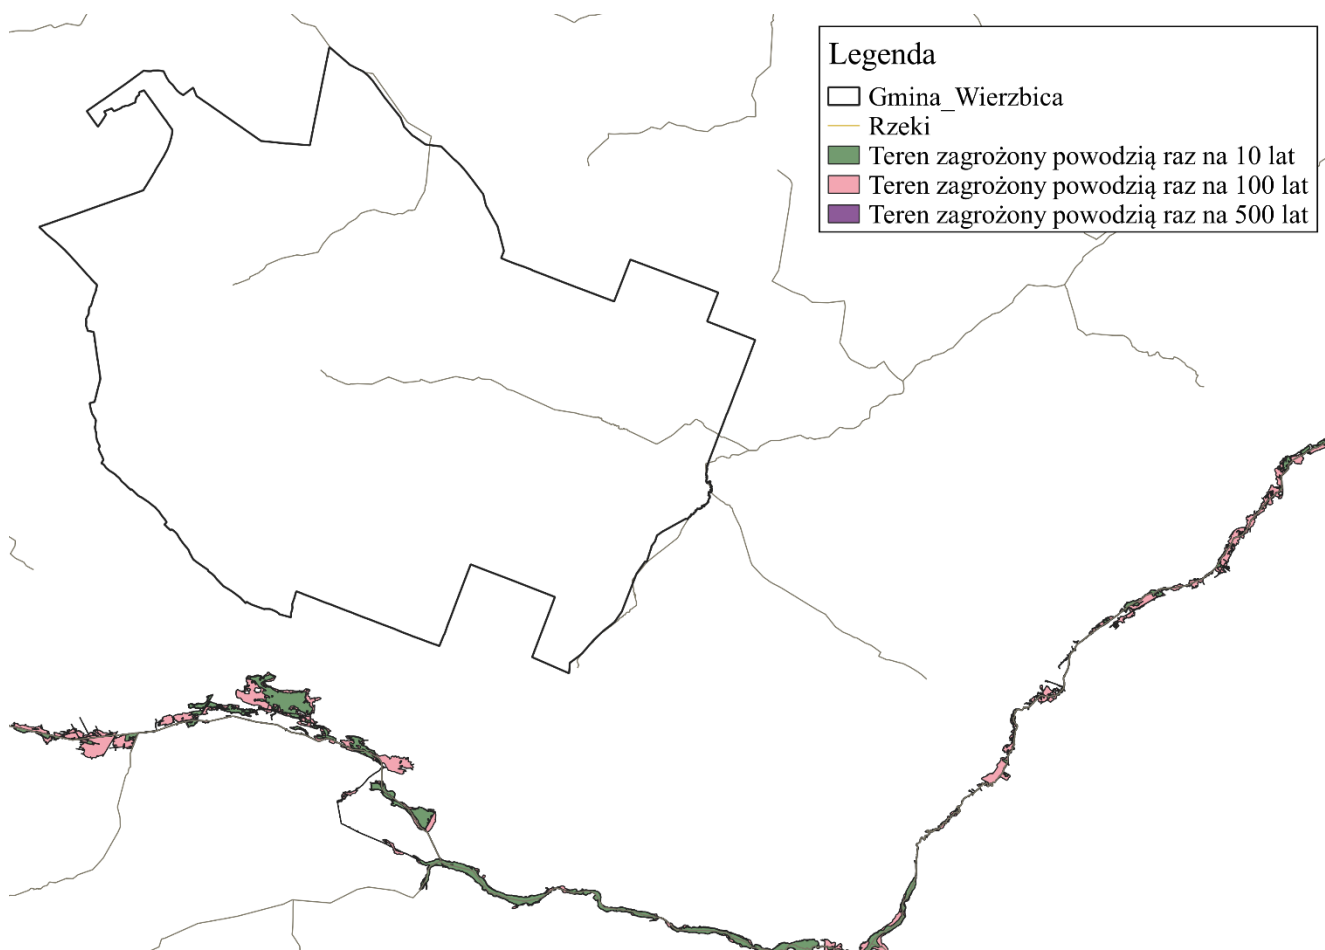 Legenda
Gmina_Wierzbica
Rzeki
Teren zagrożony powodzią raz na 10 lat
Teren zagrożony powodzią raz na 100 lat
Teren zagrożony powodzią raz na 500 lat